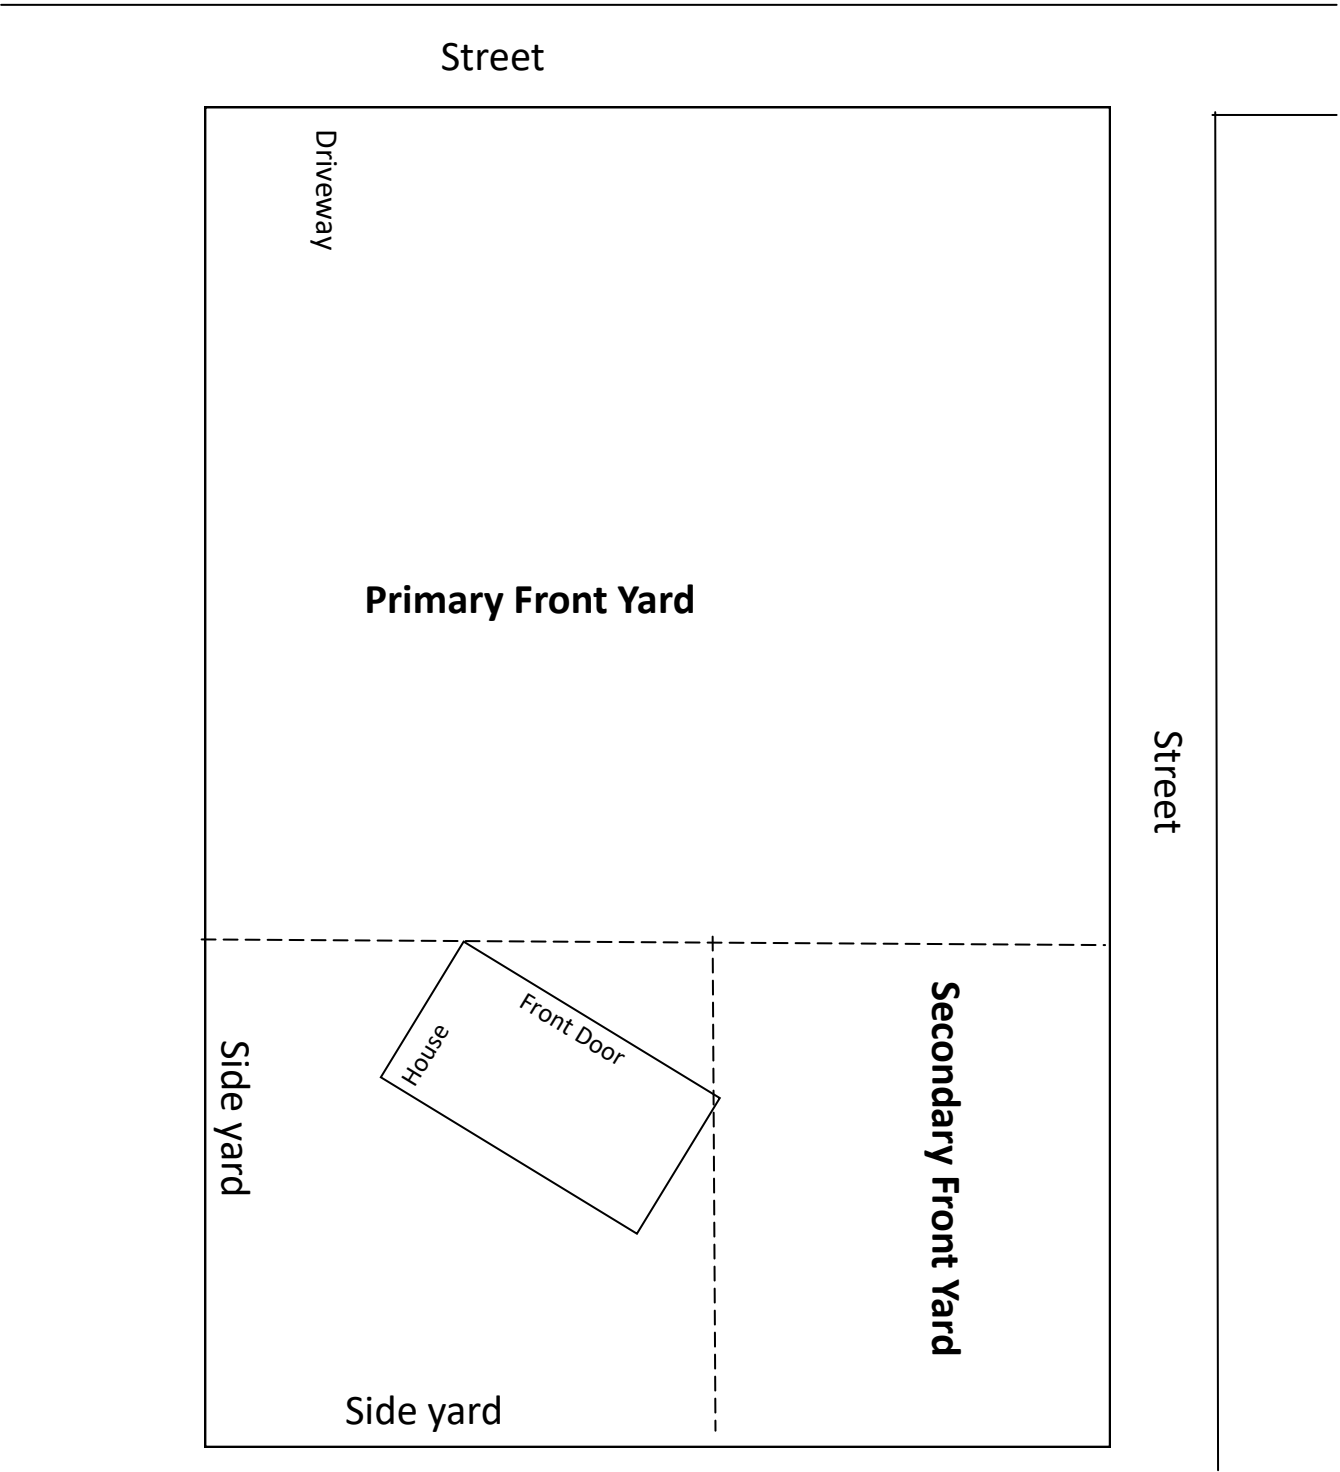 Street
Driveway
Primary Front Yard
Street
Front Door
House
Secondary Front Yard
Side yard
Side yard